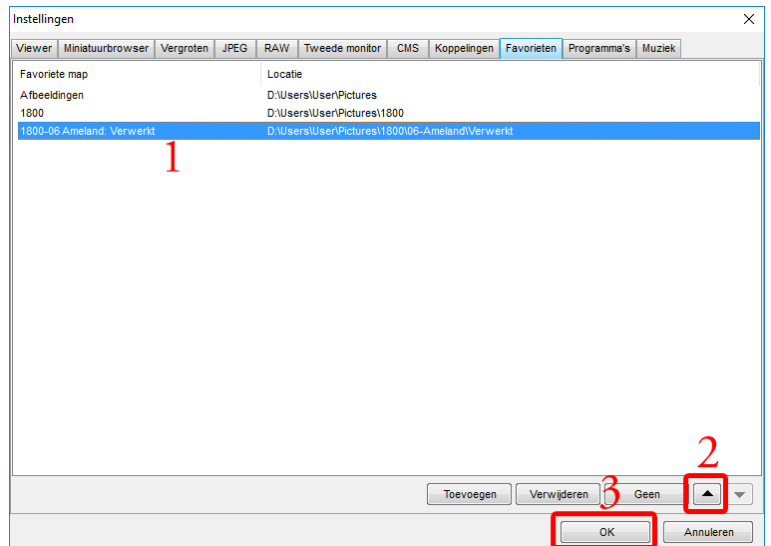 Instellingen
Viewer Miniatuurbrowser Vergroten JPEG RAW Tweede monitor CMS Koppelingen Favorieten Programma's Muziek
Favoriete map Locatie
Afbeeldingen D:\Users\User\Pictures
1800 D:\Users\User\Pictures\1800
1800-06 Ameland: Verwerkt D:\Users\User\Pictures\1800\06-Ameland\Verwerkt
1
2
Toevoegen Verwijderen Geen
3
OK Annuleren